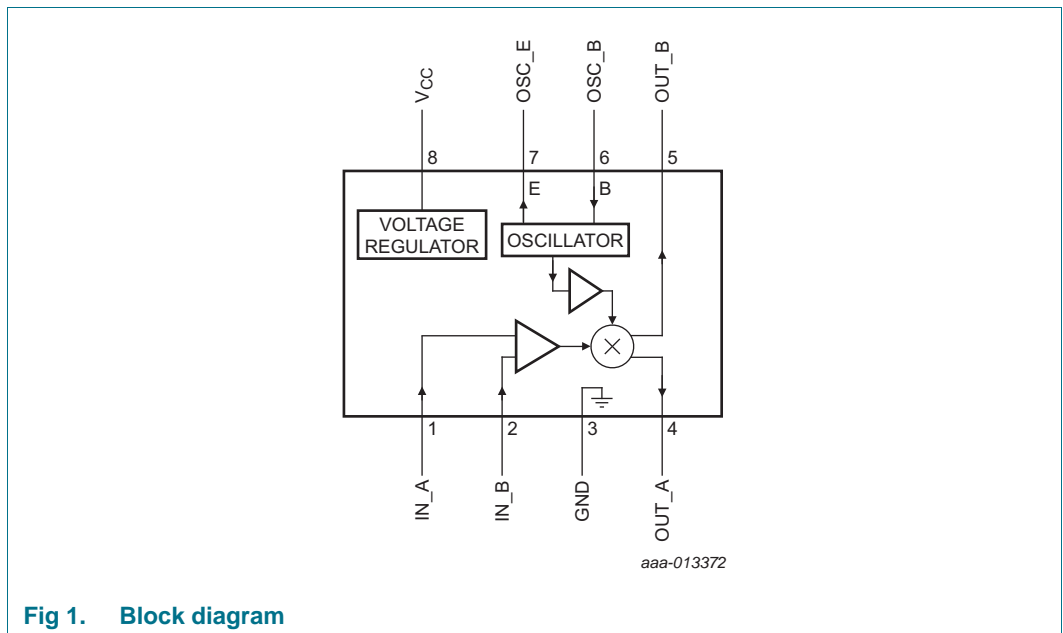 VCC
OSC_E
OSC_B
OUT_B
8
7
6
5
E
B
VOLTAGE
REGULATOR
OSCILLATOR
1
2
3
4
IN_A
IN_B
GND
OUT_A
aaa-013372
Fig 1. Block diagram